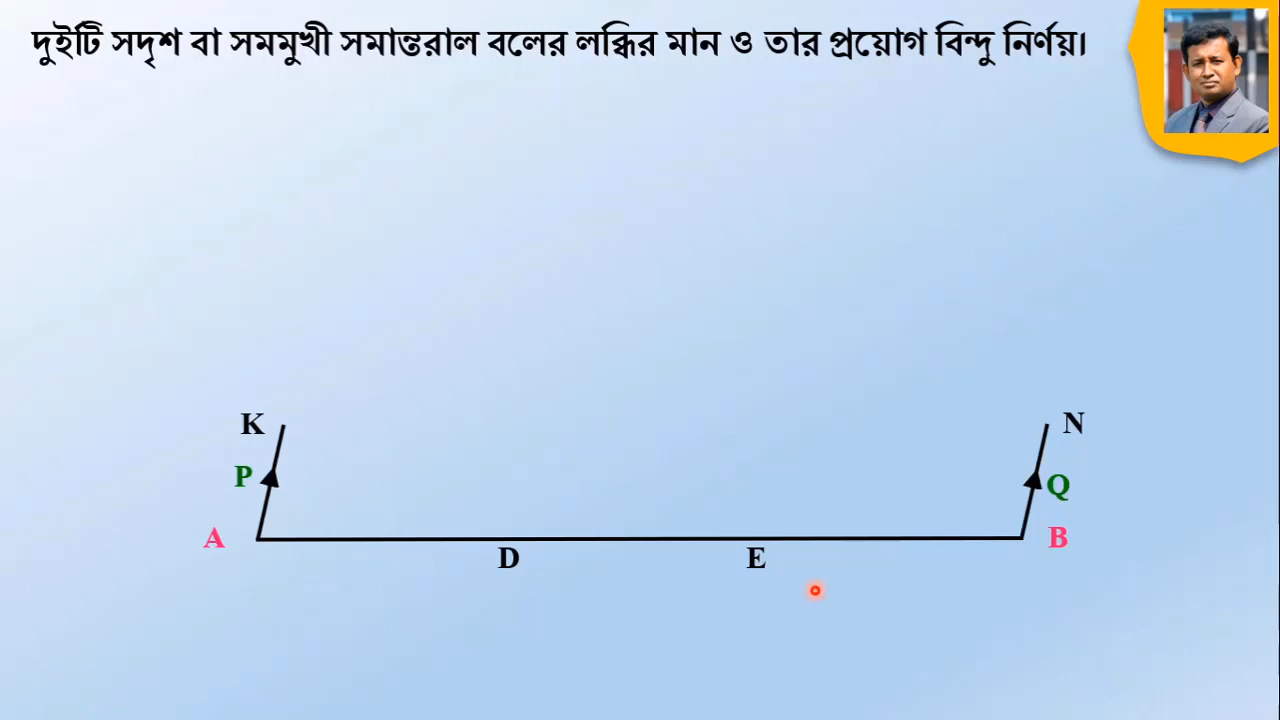 দুইটি সদৃশ বা সমমুখী সমান্তরাল বলের লব্ধির মান ও তার প্রয়োগ বিন্দু নির্ণয়।
K N
P Q
A B
D E